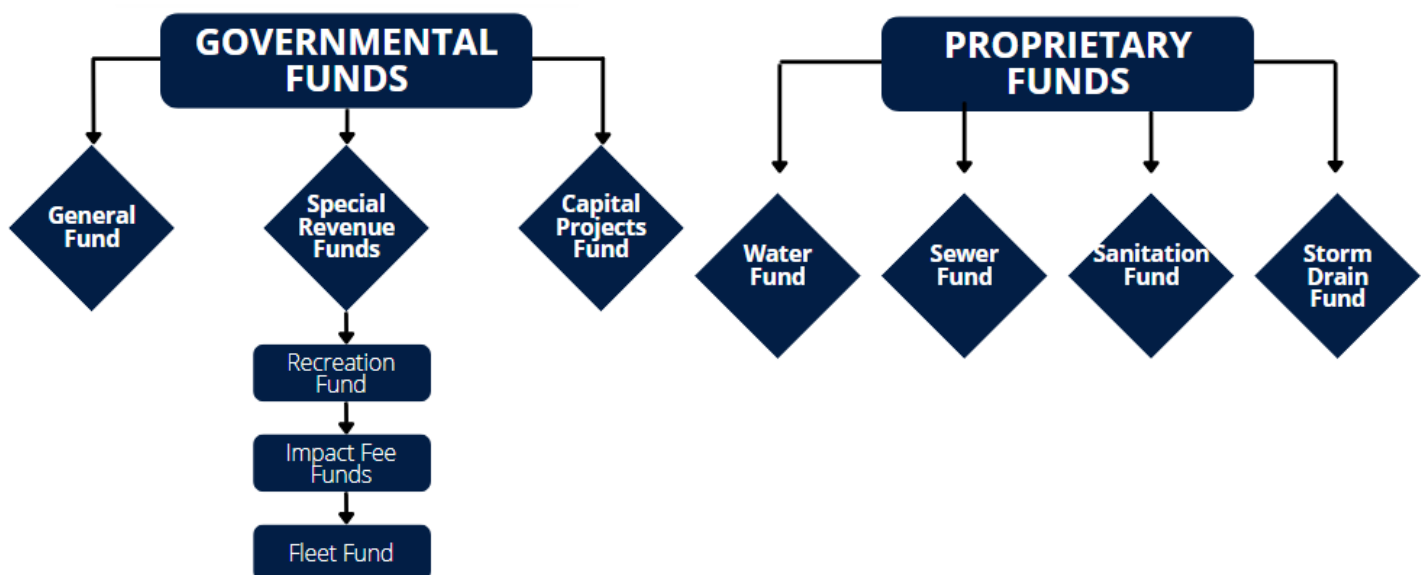 GOVERNMENTAL
FUNDS
General
Fund
Special
Revenue
Funds
Capital
Projects
Fund
Recreation
Fund
Impact Fee
Funds
Fleet Fund
PROPRIETARY
FUNDS
Water
Fund
Sewer
Fund
Sanitation
Fund
Storm
Drain
Fund